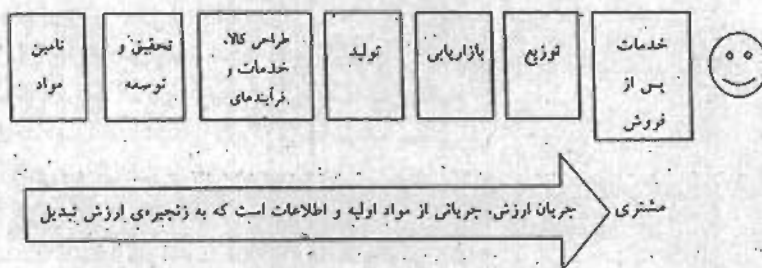 تامین
مواد
تحقیق و
توسعه
طراحی کالا،
خدمات و
فرآیندهای
تولید
بازاریابی
توزیع
خدمات
پس از
فروش
مشتری
جریان ارزش، جریانی از مواد اولیه و اطلاعات است که به زنجیره‌ی ارزش تبدیل